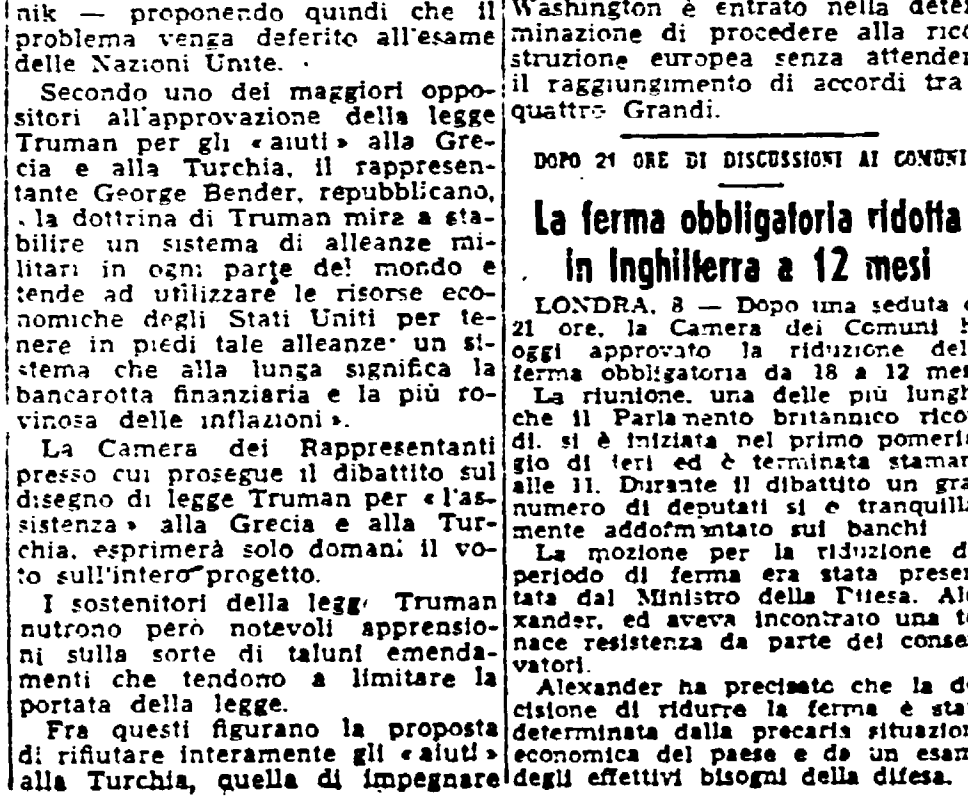 nik — proponendo quindi che il
problema venga deferito all'esame
delle Nazioni Unite.
Secondo uno dei maggiori oppo-
sitori all'approvazione della legge
Truman per gli «aiuti» alla Gre-
cia e alla Turchia, il rappresen-
tante George Bender, repubblicano,
«la dottrina di Truman mira a sta-
bilire un sistema di alleanze mi-
litari in ogni parte del mondo e
tende ad utilizzare le risorse eco-
nomiche degli Stati Uniti per te-
nere in piedi tale alleanze: un si-
stema che alla lunga significa la
bancarotta finanziaria e la più ro-
vinosa delle inflazioni».
La Camera dei Rappresentanti
presso cui prosegue il dibattito sul
disegno di legge Truman per «l'as-
sistenza» alla Grecia e alla Tur-
chia, esprimerà solo domani il vo-
to sull'intero progetto.
I sostenitori della legge Truman
nutrono però notevoli apprensio-
ni sulla sorte di taluni emenda-
menti che tendono a limitare la
portata della legge.
Fra questi figurano la proposta
di rifiutare interamente gli «aiuti»
alla Turchia, quella di impegnare
Washington è entrato nella deter
minazione di procedere alla rico
struzione europea senza attender
il raggiungimento di accordi tra
quattro Grandi.
DOPO 21 ORE DI DISCUSSIONI AI COMUNI
La ferma obbligatoria ridotta
in Inghilterra a 12 mesi
LONDRA, 8 — Dopo una seduta
21 ore, la Camera dei Comuni
oggi approvato la riduzione del
ferma obbligatoria da 18 a 12 mes
La riunione, una delle più lungh
che il Parlamento britannico rico
di, si è iniziata nel primo pomeri
gio di ieri ed è terminata staman
alle 11. Durante il dibattito un gra
numero di deputati si è tranquilla
mente addormentato sui banchi
La mozione per la riduzione d
periodo di ferma era stata presen
tata dal Ministro della Difesa, Ale
xander, ed aveva incontrato una te
nace resistenza da parte dei conser
vatori.
Alexander ha precisato che la de
cisione di ridurre la ferma è stat
determinata dalla precaria situazion
economica del paese e da un esam
degli effettivi bisogni della difesa.